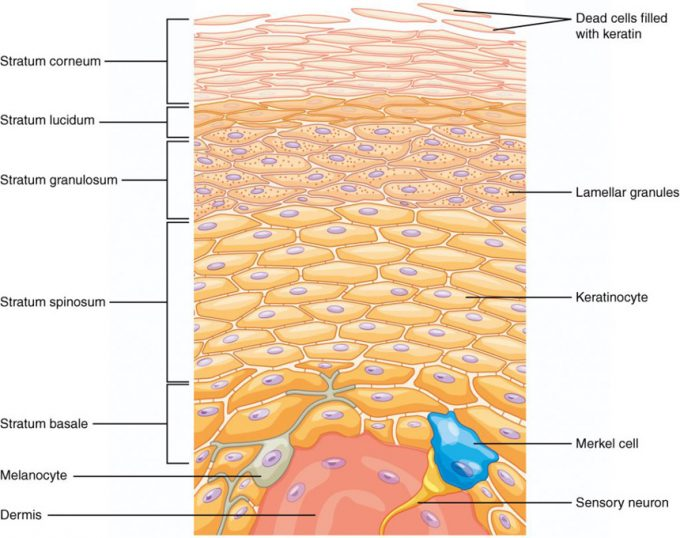 Dead cells filled
with keratin
Stratum corneum
Stratum lucidum
Stratum granulosum
Lamellar granules
Stratum spinosum
Keratinocyte
Stratum basale
Merkel cell
Melanocyte
Sensory neuron
Dermis